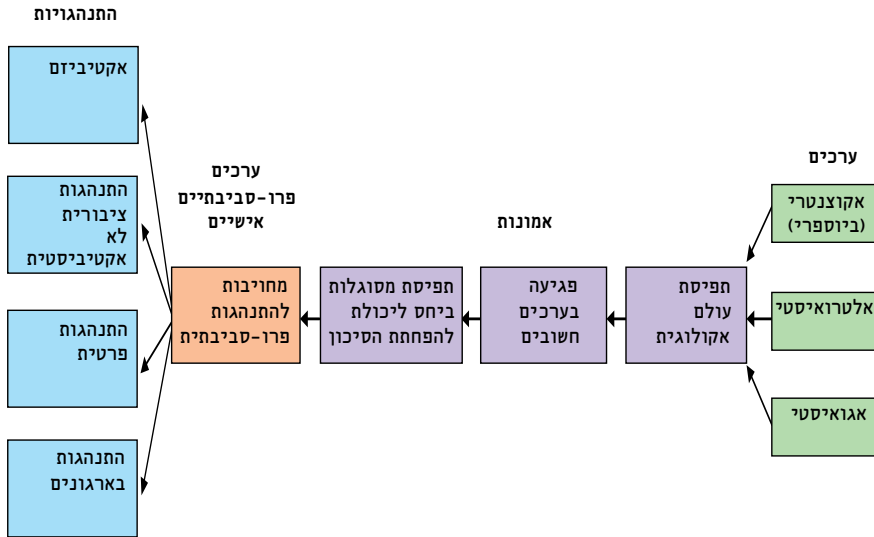 ערכים
אקוצנטרי
(ביוספרי)
אלטרואיסטי
אגואיסטי
אמונות
תפיסת
עולם
אקולוגית
פגיעה
בערכים
חשובים
תפיסת מסוגלות
ביחס ליכולת
להפחתת הסיכון
ערכים
פרו-סביבתיים
אישיים
מחויבות
להתנהגות
פרו-סביבתית
התנהגויות
אקטיביזם
התנהגות
ציבורית
לא
אקטיביסטית
התנהגות
פרטית
התנהגות
בארגונים